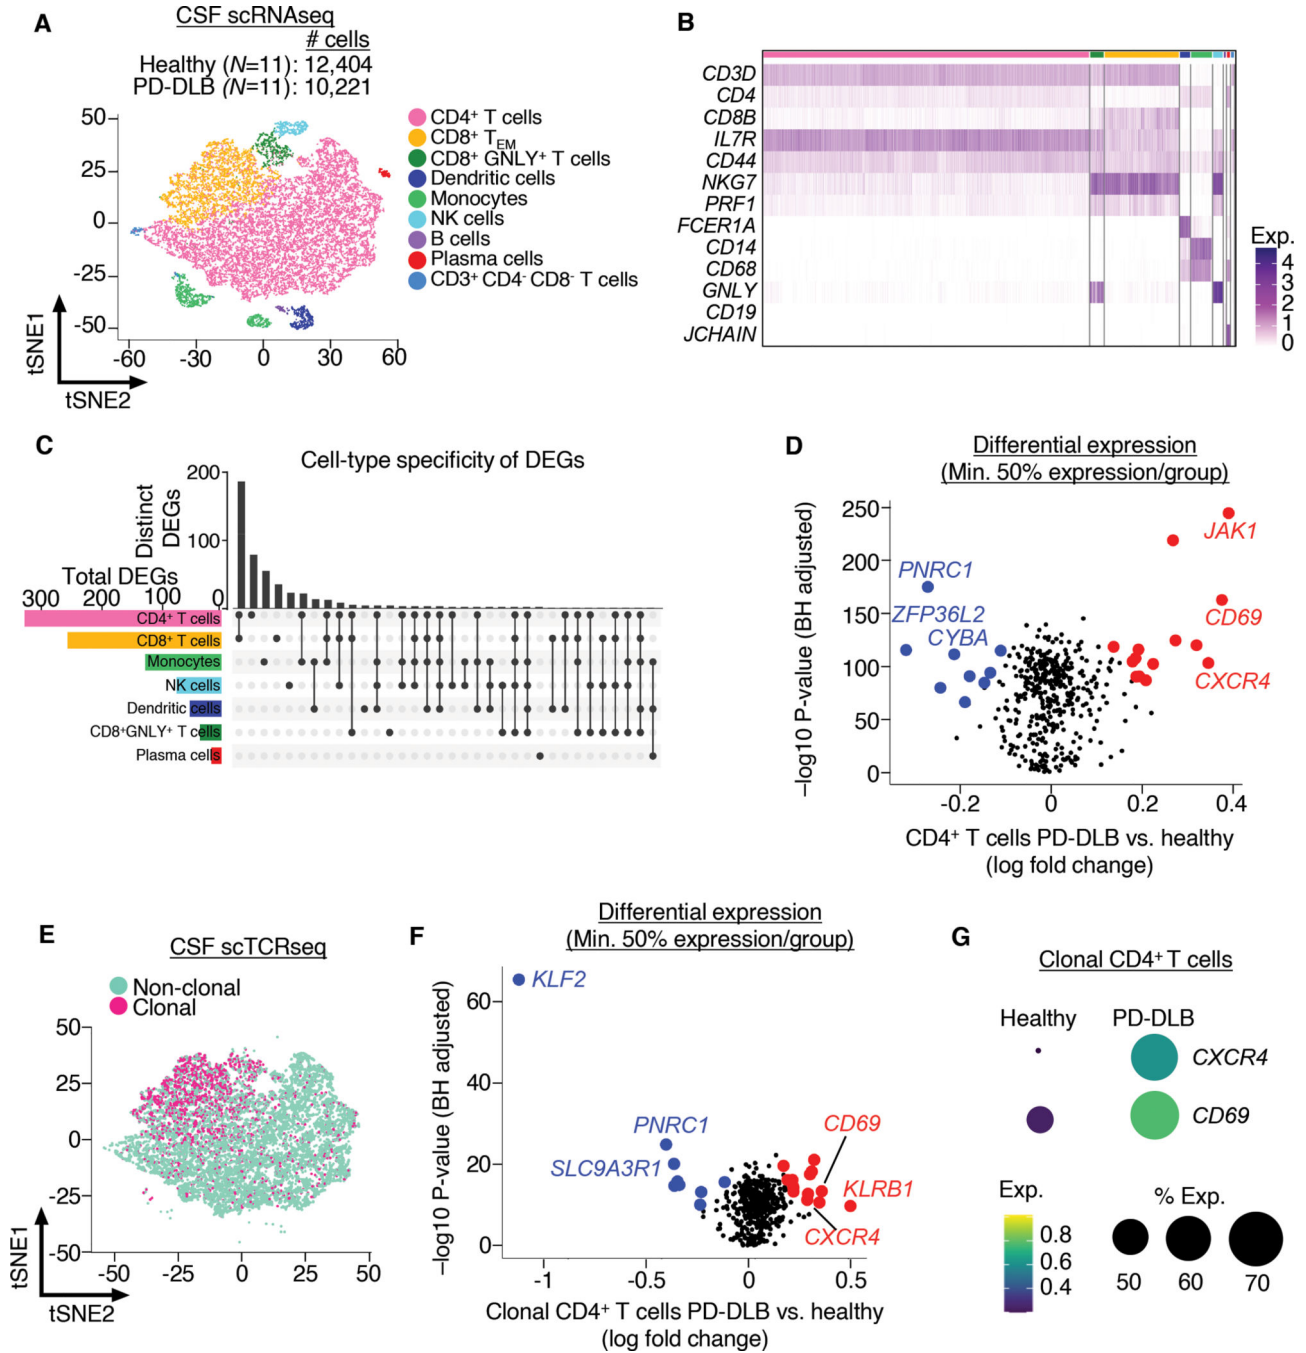 A
CSF scRNAseq
# cells
Healthy (N=11): 12,404
PD-DLB (N=11): 10,221
50
25
0
-25
-50
-60 -30 0 30 60
tSNE1
tSNE2
CD4+ T cells
CD8+ TEM
CD8+ GNLY+ T cells
Dendritic cells
Monocytes
NK cells
B cells
Plasma cells
CD3+ CD4- CD8- T cells
B
CD3D
CD4
CD8B
IL7R
CD44
NKG7
PRF1
FCER1A
CD14
CD68
GNLY
CD19
JCHAIN
Exp.
4
3
2
1
0
C
Cell-type specificity of DEGs
200
100
0
Distinct
DEGs
Total DEGs
300 200 100 0
CD4+ T cells
CD8+ T cells
Monocytes
NK cells
Dendritic cells
CD8+GNLY+ T cells
Plasma cells
D
Differential expression
(Min. 50% expression/group)
–log10 P-value (BH adjusted)
250
200
150
100
50
0
JAK1
PNRC1
ZFP36L2
CYBA
CD69
CXCR4
-0.2 0 0.2 0.4
CD4+ T cells PD-DLB vs. healthy
(log fold change)
E
CSF scTCRseq
Non-clonal
Clonal
50
25
0
-25
-50
-50 -25 0 25 50
tSNE1
tSNE2
F
Differential expression
(Min. 50% expression/group)
–log10 P-value (BH adjusted)
60
40
20
0
KLF2
PNRC1
SLC9A3R1
CD69
KLRB1
CXCR4
-1 -0.5 0 0.5
Clonal CD4+ T cells PD-DLB vs. healthy
(log fold change)
G
Clonal CD4+ T cells
Healthy PD-DLB
CXCR4
CD69
Exp.
0.8
0.6
0.4
% Exp.
50 60 70